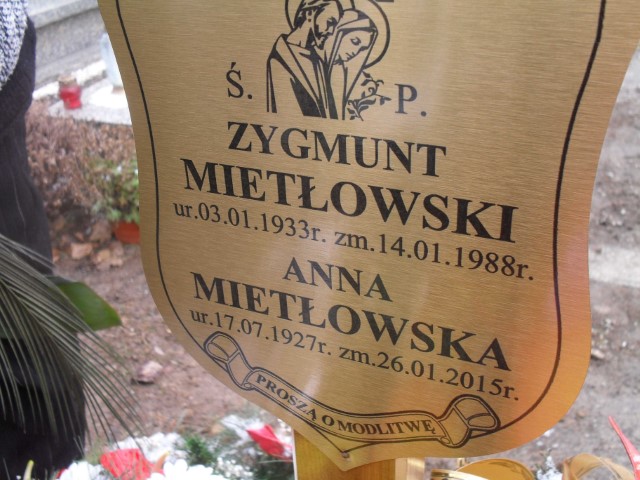 Ś. P.
ZYGMUNT
MIETŁOWSKI
ur.03.01.1933r. zm.14.01.1988r.
ANNA
MIETŁOWSKA
ur.17.07.1927r. zm.26.01.2015r.
PROSZĄ O MODLITWĘ